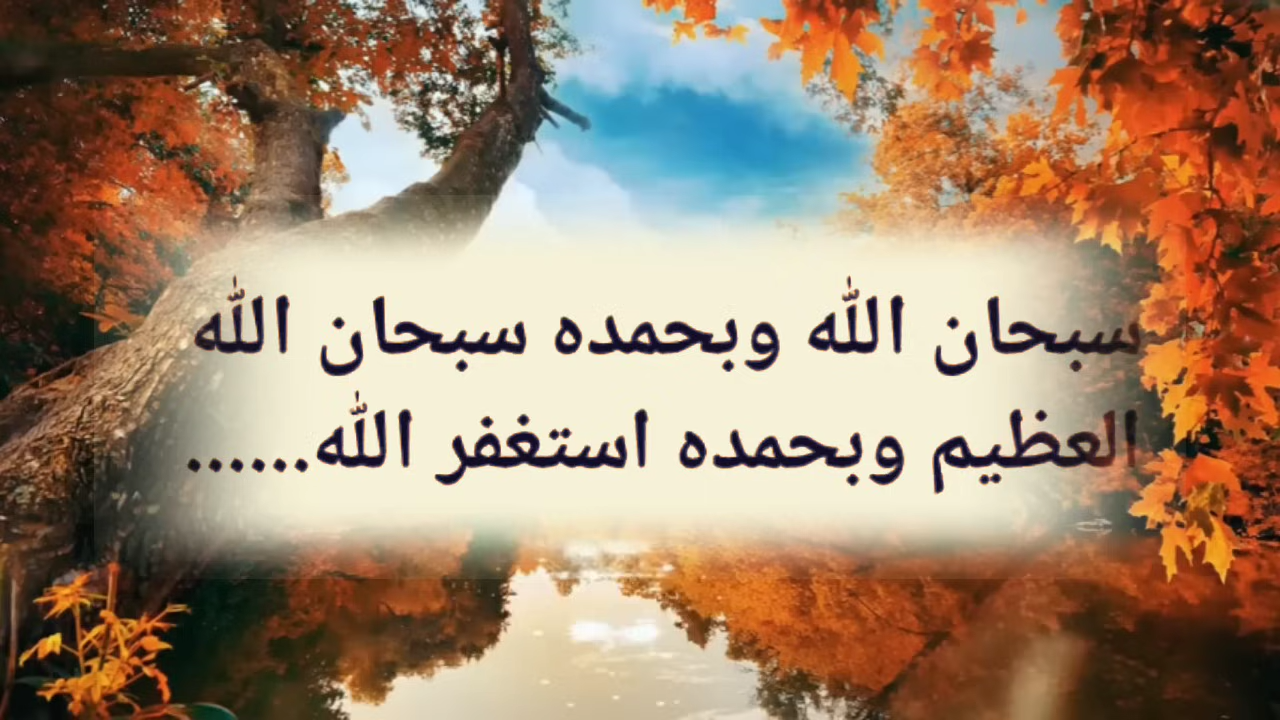 سبحان الله وبحمده سبحان الله
العظيم وبحمده استغفر الله......